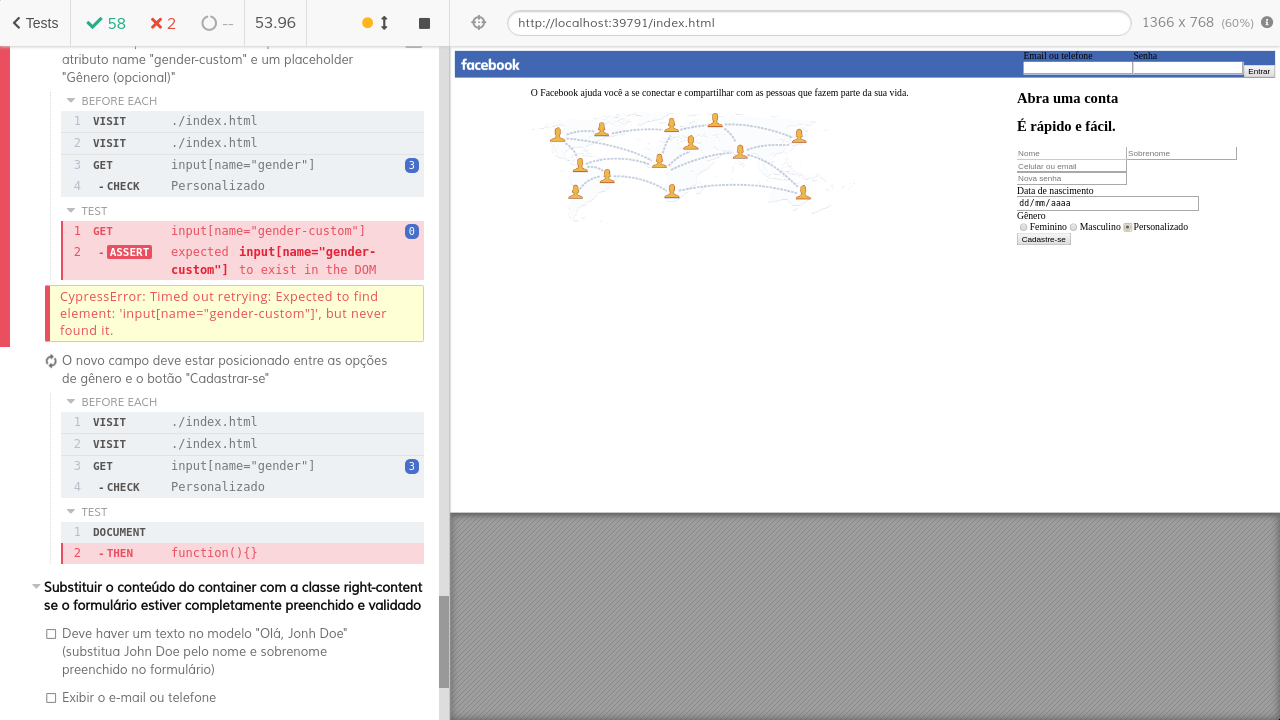 Tests
58
2
--
53.96
http://localhost:39791/index.html
1366 x 768 (60%)
atributo name "gender-custom" e um placehoder
"Gênero (opcional)"
BEFORE EACH
1 VISIT ./index.html
2 VISIT ./index.html
3 GET input[name="gender"] 3
4 - CHECK Personalizado
TEST
1 GET input[name="gender-custom"] 0
2 - ASSERT expected input[name="gender-
custom"] to exist in the DOM
CypressError: Timed out retrying: Expected to find
element: 'input[name="gender-custom"]', but never
found it.
O novo campo deve estar posicionado entre as opções
de gênero e o botão "Cadastrar-se"
BEFORE EACH
1 VISIT ./index.html
2 VISIT ./index.html
3 GET input[name="gender"] 3
4 - CHECK Personalizado
TEST
1 DOCUMENT
2 - THEN function(){}
Substituir o conteúdo do container com a classe right-content
se o formulário estiver completamente preenchido e validado
Deve haver um texto no modelo "Olá, Jonh Doe"
(substitua John Doe pelo nome e sobrenome
preenchido no formulário)
Exibir o e-mail ou telefone
facebook
Email ou telefone Senha
Entrar
O Facebook ajuda você a se conectar e compartilhar com as pessoas que fazem parte da sua vida.
Abra uma conta
É rápido e fácil.
Nome Sobrenome
Celular ou email
Nova senha
Data de nascimento
dd/mm/aaaa
Gênero
Feminino Masculino Personalizado
Cadastre-se